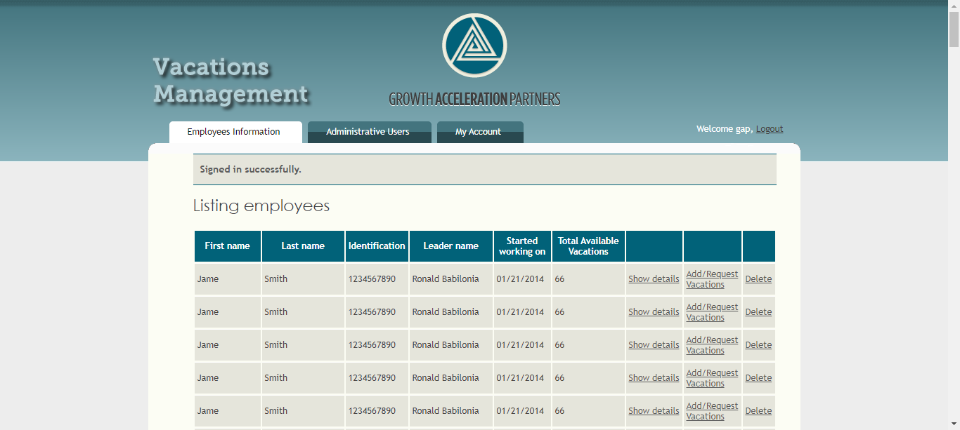 Vacations
Management
GROWTH ACCELERATION PARTNERS
Employees Information Administrative Users My Account Welcome gap, Logout
Signed in successfully.
Listing employees
First name Last name Identification Leader name Started working on Total Available Vacations
Jame Smith 1234567890 Ronald Babilonia 01/21/2014 66 Show details Add/Request Vacations Delete
Jame Smith 1234567890 Ronald Babilonia 01/21/2014 66 Show details Add/Request Vacations Delete
Jame Smith 1234567890 Ronald Babilonia 01/21/2014 66 Show details Add/Request Vacations Delete
Jame Smith 1234567890 Ronald Babilonia 01/21/2014 66 Show details Add/Request Vacations Delete
Jame Smith 1234567890 Ronald Babilonia 01/21/2014 66 Show details Add/Request Vacations Delete